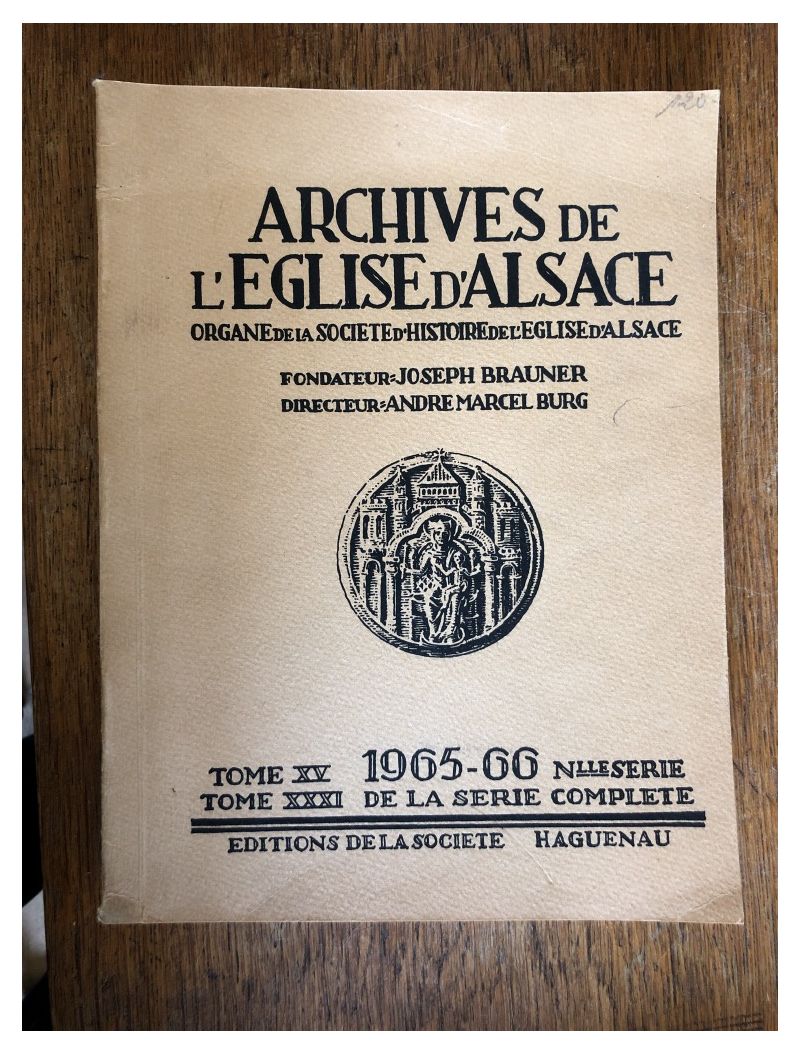 120.-
ARCHIVES DE
L'EGLISE D'ALSACE
ORGANE DE LA SOCIETE D'HISTOIRE DE L'EGLISE D'ALSACE
FONDATEUR=JOSEPH BRAUNER
DIRECTEUR=ANDRE MARCEL BURG
TOME XV 1965-66 NLLE SERIE
TOME XXXI DE LA SERIE COMPLETE
EDITIONS DE LA SOCIETE HAGUENAU